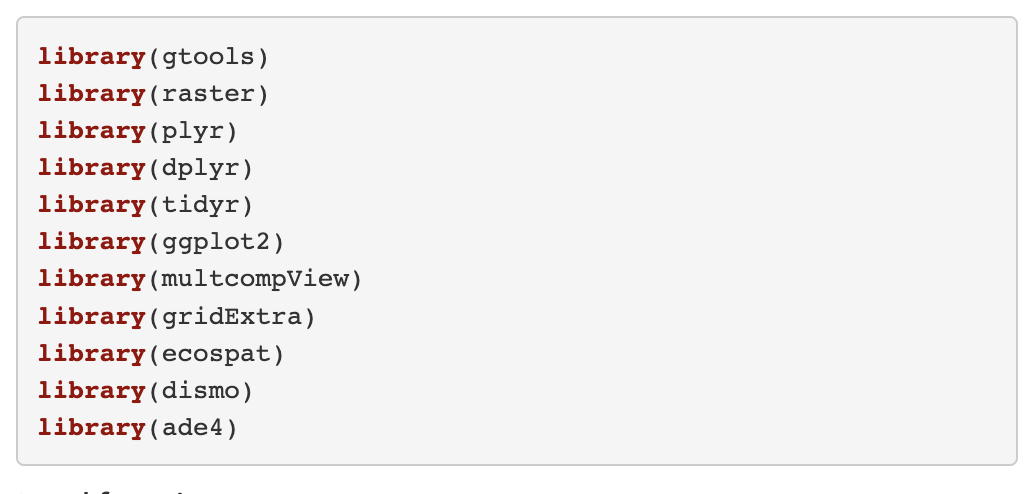 library(gtools)
library(raster)
library(plyr)
library(dplyr)
library(tidyr)
library(ggplot2)
library(multcompView)
library(gridExtra)
library(ecospat)
library(dismo)
library(ade4)